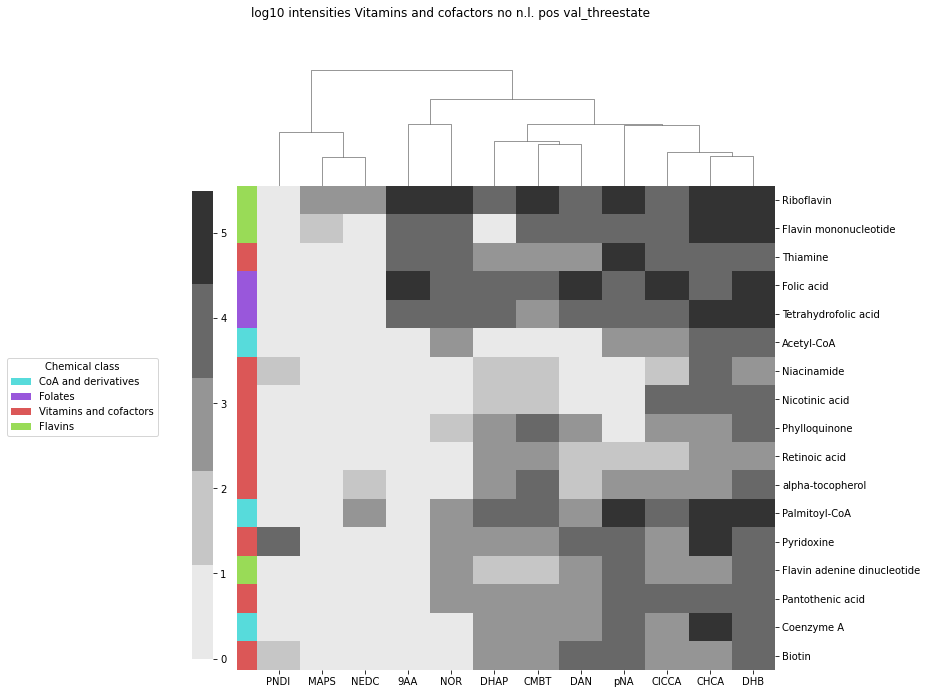 log10 intensities Vitamins and cofactors no n.l. pos val_threestate
5
4
3
2
1
0
Chemical class
CoA and derivatives
Folates
Vitamins and cofactors
Flavins
Riboflavin
Flavin mononucleotide
Thiamine
Folic acid
Tetrahydrofolic acid
Acetyl-CoA
Niacinamide
Nicotinic acid
Phylloquinone
Retinoic acid
alpha-tocopherol
Palmitoyl-CoA
Pyridoxine
Flavin adenine dinucleotide
Pantothenic acid
Coenzyme A
Biotin
PNDI MAPS NEDC 9AA NOR DHAP CMBT DAN pNA ClCCA CHCA DHB